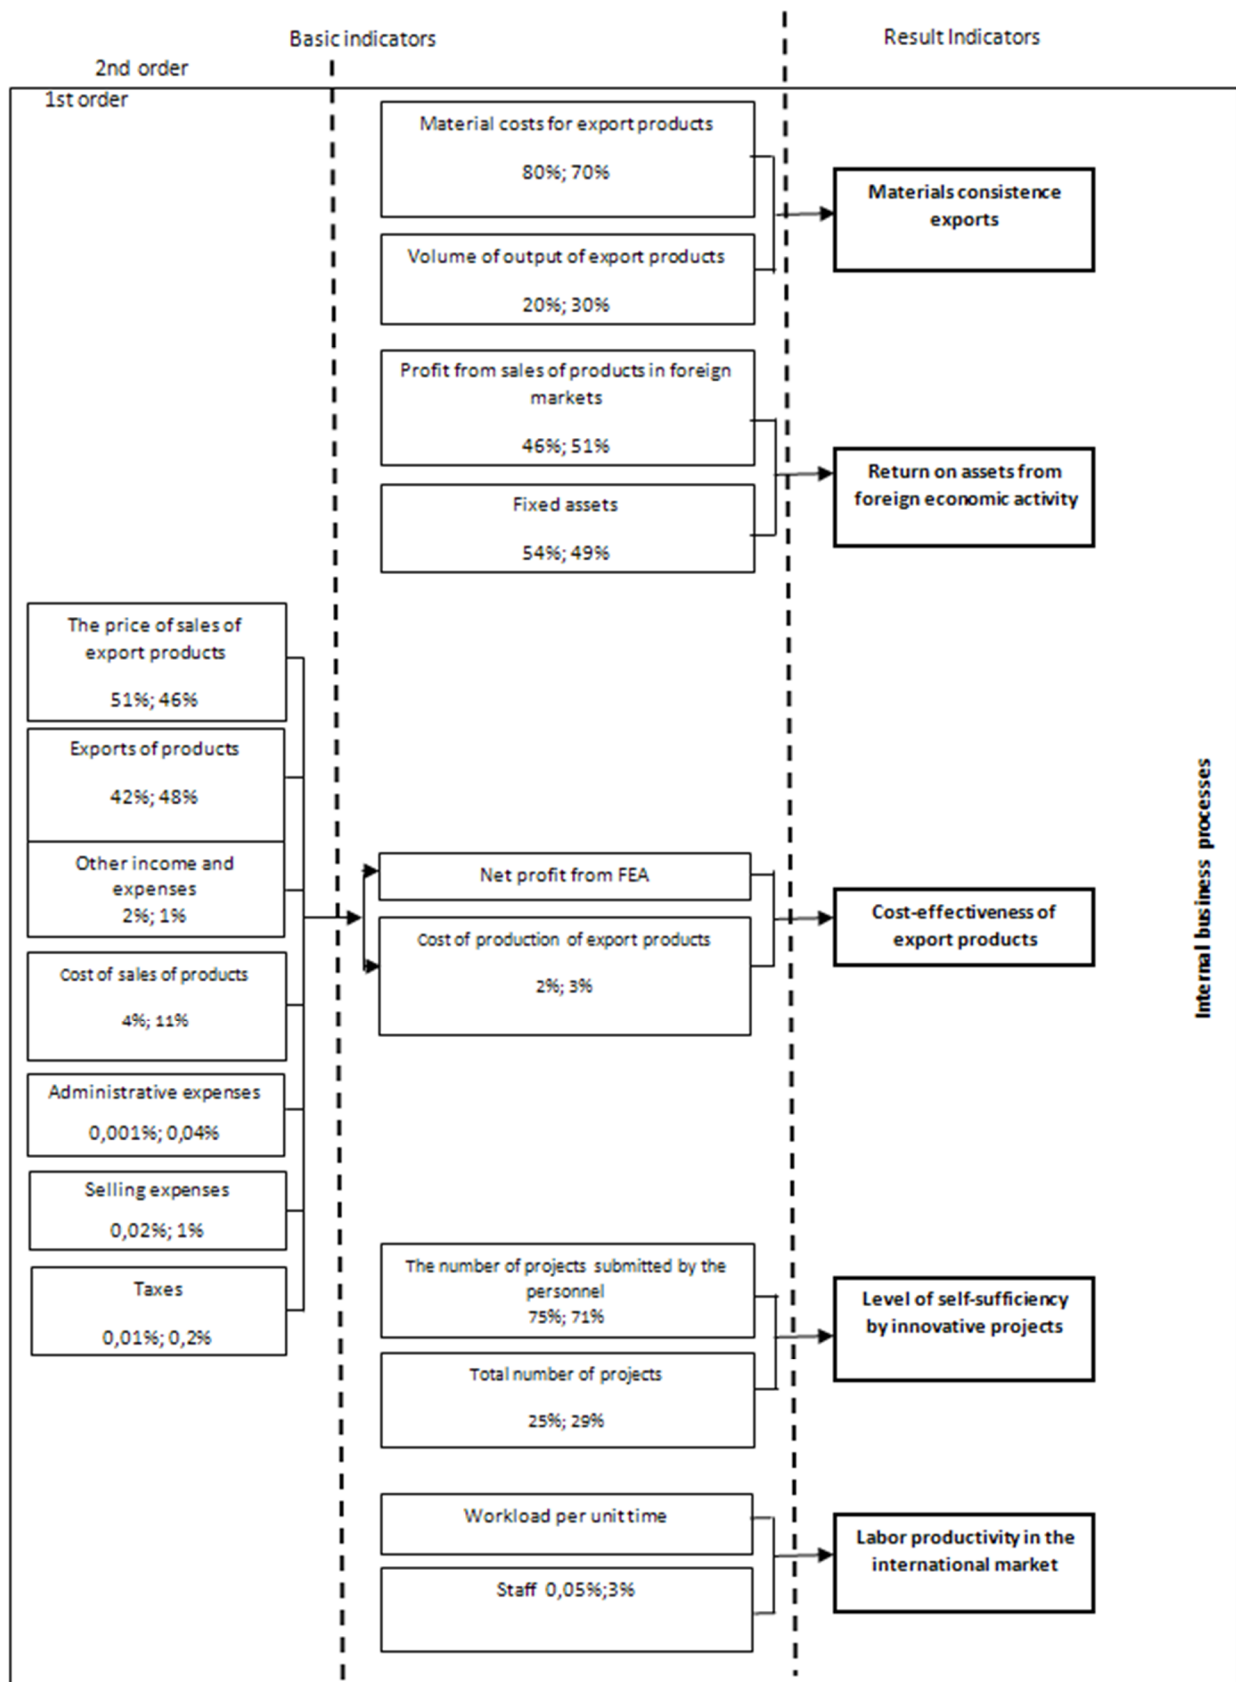 Basic indicators
Result Indicators
2nd order
1st order
Material costs for export products
80%; 70%
Volume of output of export products
20%; 30%
Materials consistence
exports
Profit from sales of products in foreign
markets
46%; 51%
Fixed assets
54%; 49%
Return on assets from
foreign economic activity
The price of sales of
export products
51%; 46%
Exports of products
42%; 48%
Other income and
expenses
2%; 1%
Cost of sales of products
4%; 11%
Administrative expenses
0,001%; 0,04%
Selling expenses
0,02%; 1%
Taxes
0,01%; 0,2%
Net profit from FEA
Cost of production of export products
2%; 3%
Cost-effectiveness of
export products
Internal business processes
The number of projects submitted by the
personnel
75%; 71%
Total number of projects
25%; 29%
Level of self-sufficiency
by innovative projects
Workload per unit time
Staff 0,05%;3%
Labor productivity in the
international market